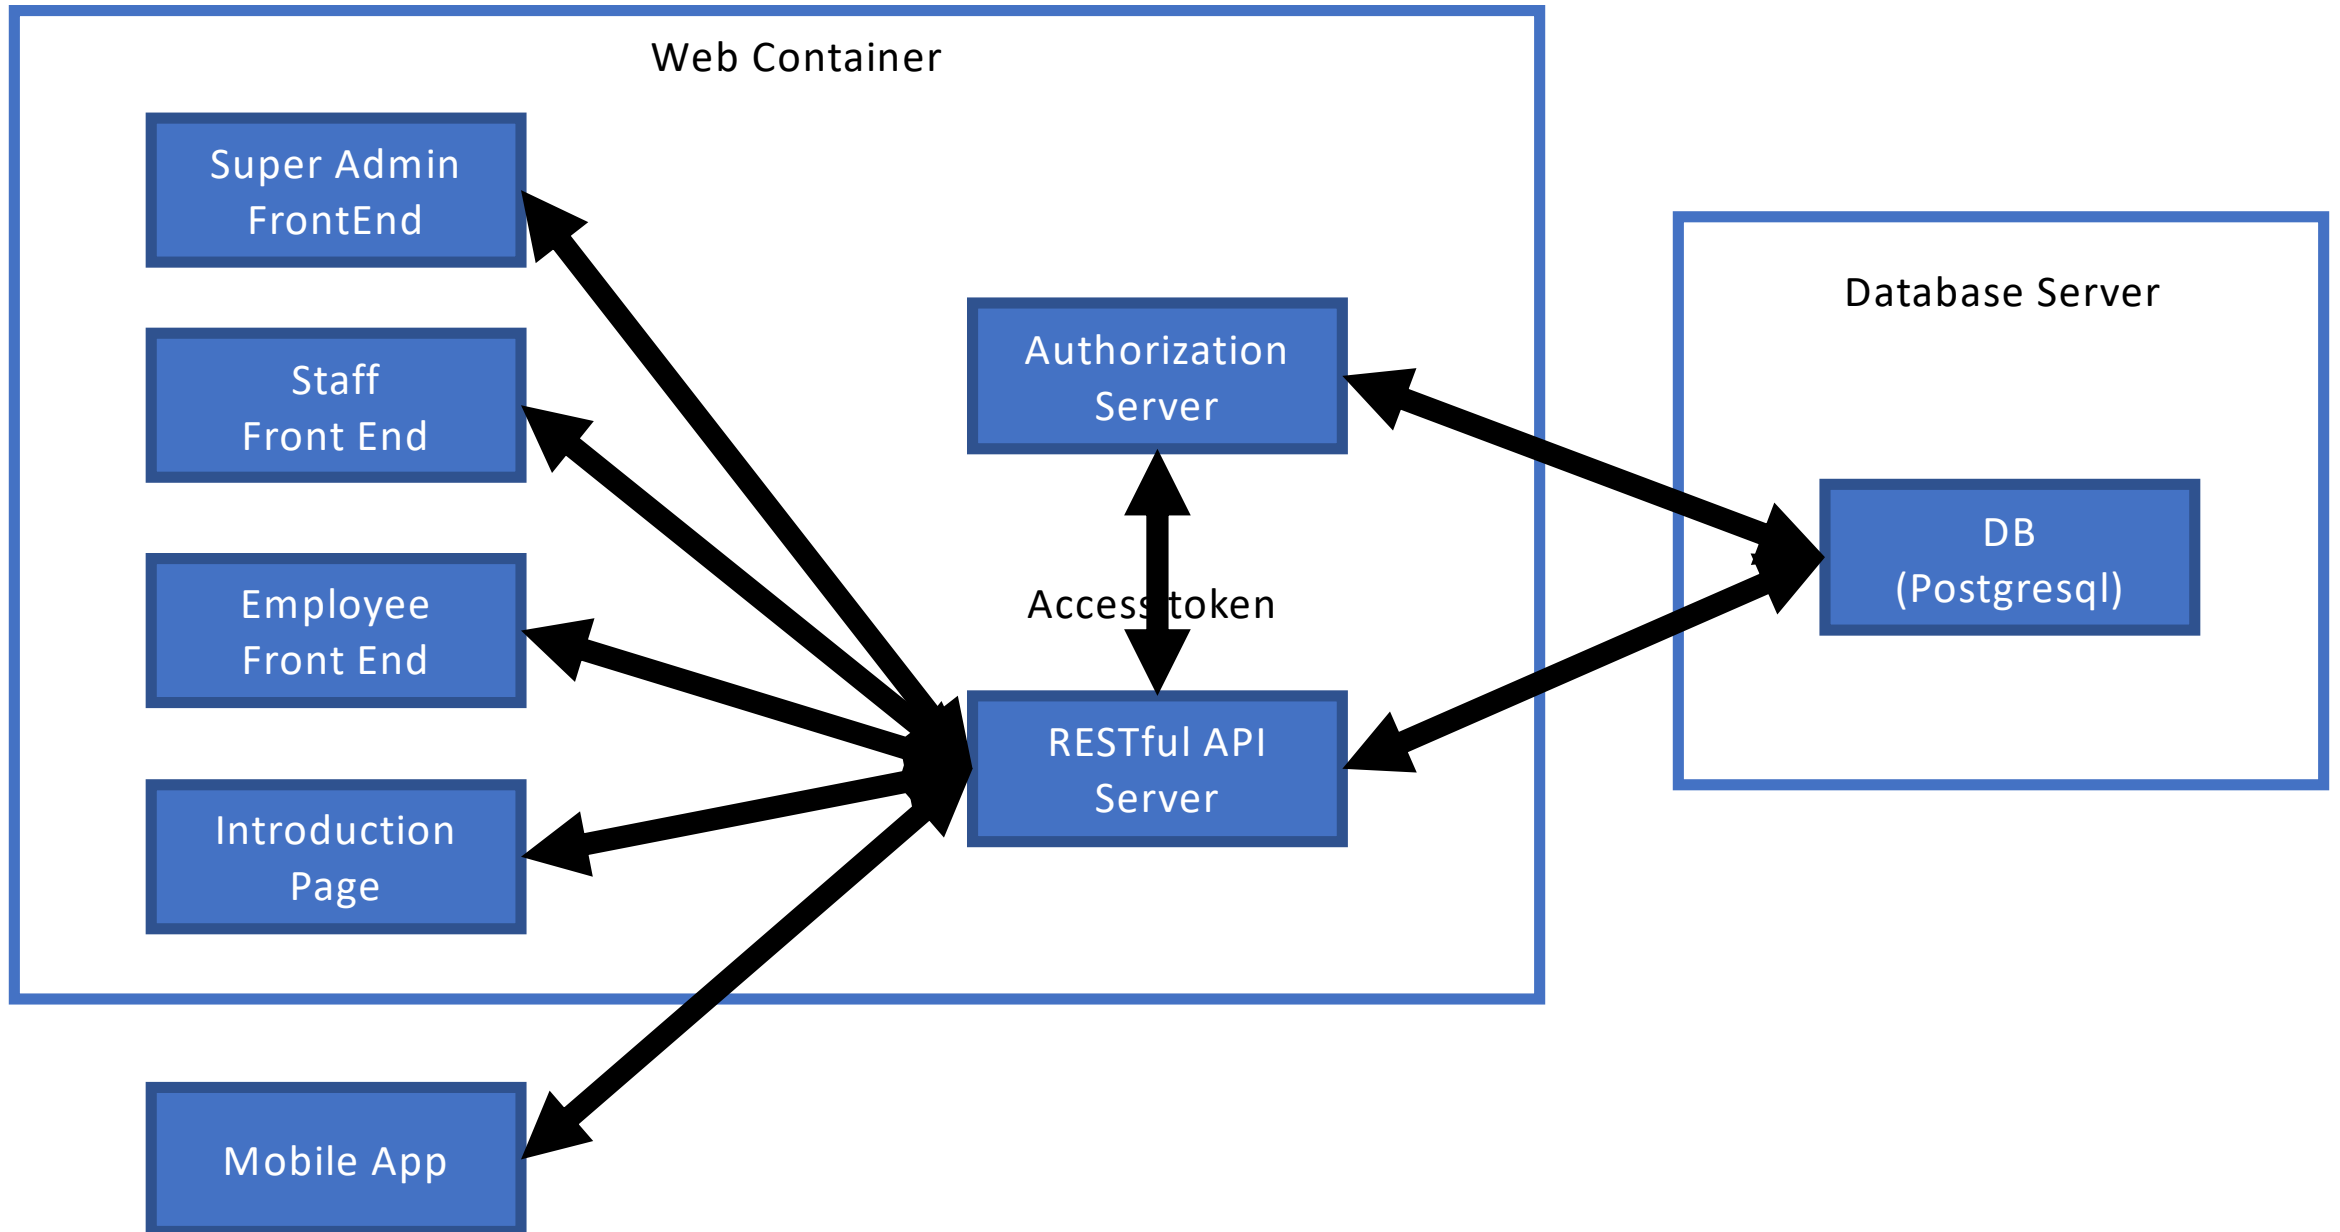 Web Container
Super Admin
FrontEnd
Staff
Front End
Employee
Front End
Introduction
Page
Mobile App
Authorization
Server
Access token
RESTful API
Server
Database Server
DB
(Postgresql)